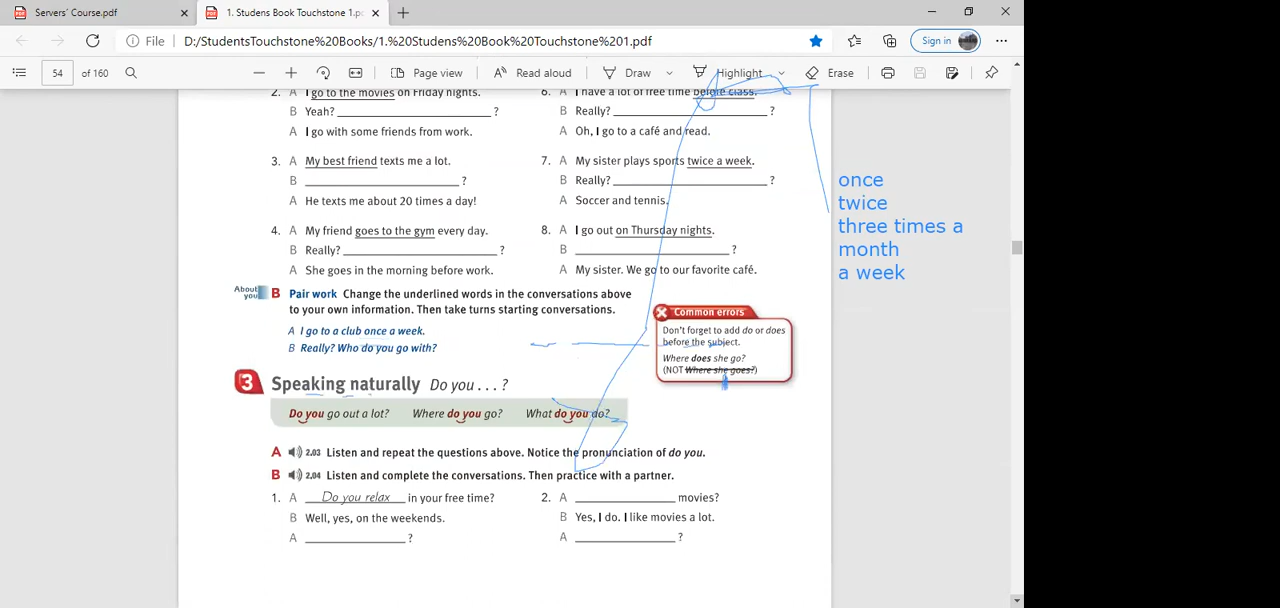 Servers' Course.pdf
1. Studens Book Touchstone 1.p
File D:/StudentsTouchstone%20Books/1.%20Studens%20Book%20Touchstone%201.pdf
Sign in
54 of 160
Page view
Read aloud
Draw
Highlight
Erase
2. A I go to the movies on Friday nights.
B Yeah? ?
A I go with some friends from work.
3. A My best friend texts me a lot.
B ?
A He texts me about 20 times a day!
4. A My friend goes to the gym every day.
B Really? ?
A She goes in the morning before work.
6. A I have a lot of free time before class.
B Really? ?
A Oh, I go to a café and read.
7. A My sister plays sports twice a week.
B Really? ?
A Soccer and tennis.
8. A I go out on Thursday nights.
B ?
A My sister. We go to our favorite café.
once
twice
three times a
month
a week
About
you
B Pair work Change the underlined words in the conversations above
to your own information. Then take turns starting conversations.
A I go to a club once a week.
B Really? Who do you go with?
Common errors
Don't forget to add do or does
before the subject.
Where does she go?
(NOT Where she goes?)
3 Speaking naturally Do you . . . ?
Do you go out a lot? Where do you go? What do you do?
A 2.03 Listen and repeat the questions above. Notice the pronunciation of do you.
B 2.04 Listen and complete the conversations. Then practice with a partner.
1. A Do you relax in your free time?
B Well, yes, on the weekends.
A ?
2. A movies?
B Yes, I do. I like movies a lot.
A ?